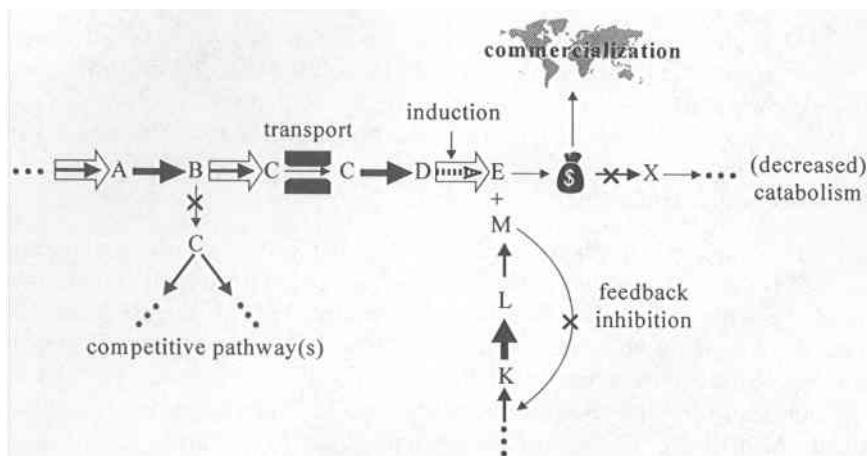 commercialization
induction
transport
A B C C D E $ X (decreased)
catabolism
+
M
C
L
feedback
inhibition
competitive pathway(s)
K